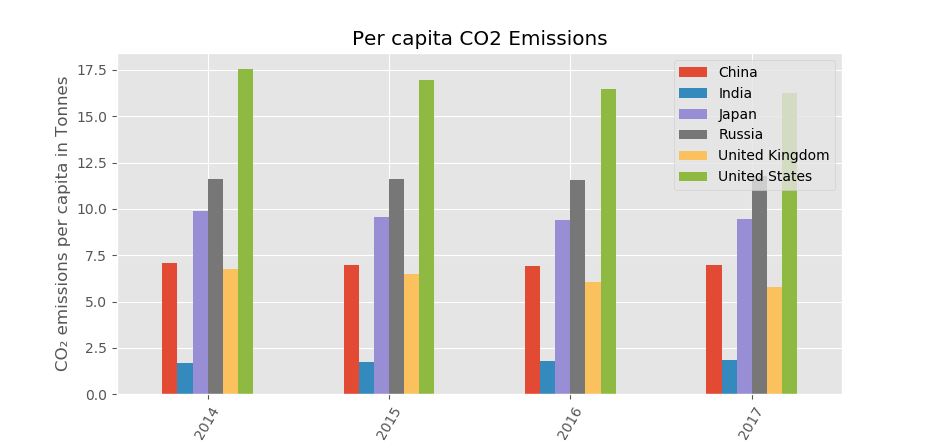 Per capita CO2 Emissions
CO₂ emissions per capita in Tonnes
17.5
15.0
12.5
10.0
7.5
5.0
2.5
0.0
China
India
Japan
Russia
United Kingdom
United States
2014
2015
2016
2017